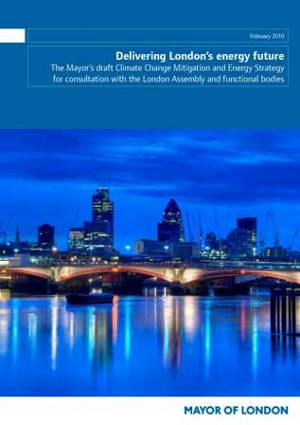 February 2010
Delivering London's energy future
The Mayor's draft Climate Change Mitigation and Energy Strategy
for consultation with the London Assembly and functional bodies
MAYOR OF LONDON